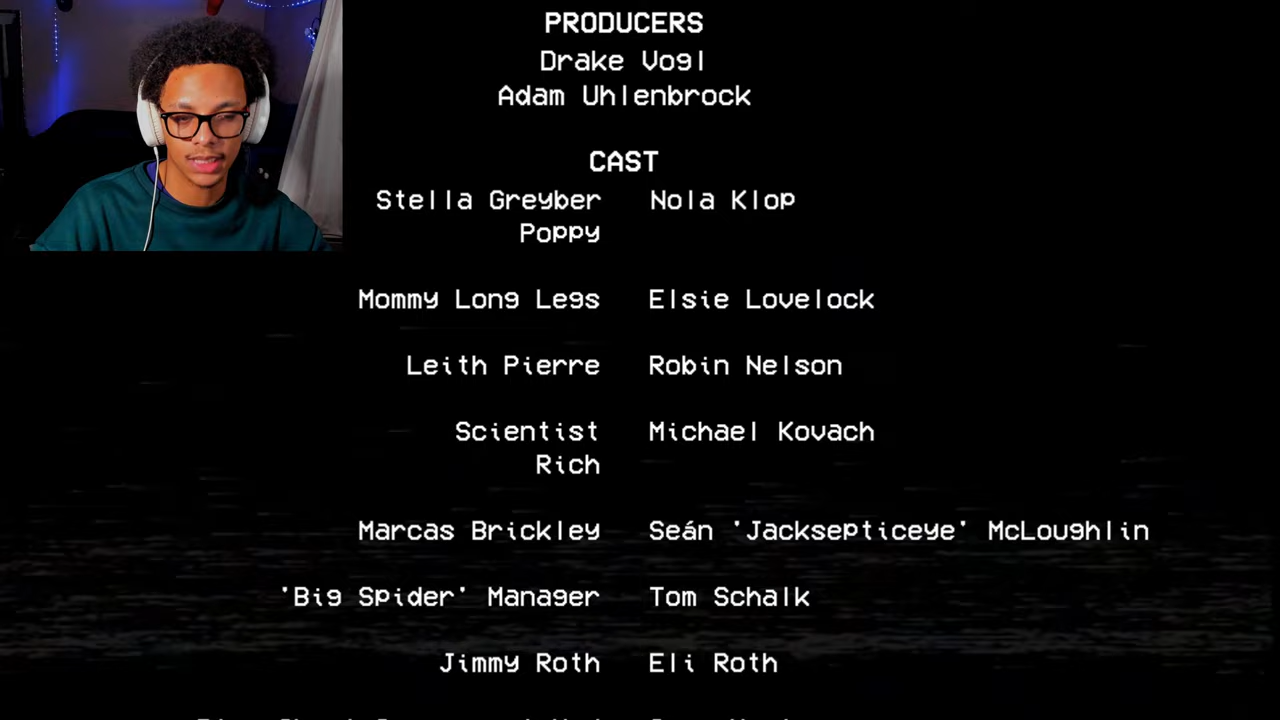 PRODUCERS
Drake Vogl
Adam Uhlenbrock
CAST
Stella Greyber Nola Klop
Poppy
Mommy Long Legs Elsie Lovelock
Leith Pierre Robin Nelson
Scientist Michael Kovach
Rich
Marcas Brickley Seán 'Jacksepticeye' McLoughlin
'Big Spider' Manager Tom Schalk
Jimmy Roth Eli Roth